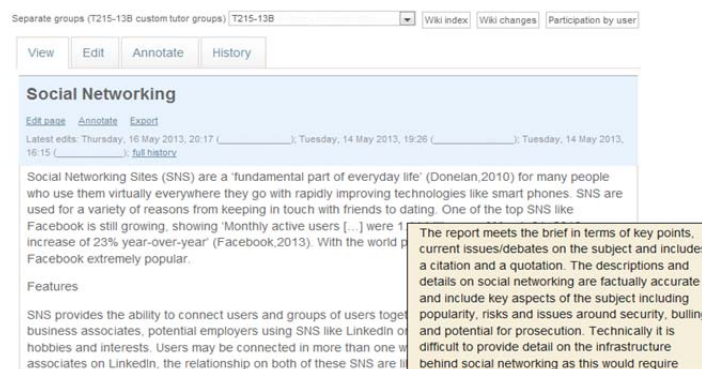 Separate groups (T215-13B custom tutor groups) T215-13B Wiki index Wiki changes Participation by user
View Edit Annotate History
Social Networking
Edit page Annotate Export
Latest edits: Thursday, 16 May 2013, 20:17 (____________); Tuesday, 14 May 2013, 19:26 (______________); Tuesday, 14 May 2013,
16:15 (___________); full history
Social Networking Sites (SNS) are a 'fundamental part of everyday life' (Donelan,2010) for many people
who use them virtually everywhere they go with rapidly improving technologies like smart phones. SNS are
used for a variety of reasons from keeping in touch with friends to dating. One of the top SNS like
Facebook is still growing, showing 'Monthly active users [...] were 1
increase of 23% year-over-year' (Facebook,2013). With the world p
Facebook extremely popular.
Features
SNS provides the ability to connect users and groups of users toget
business associates, potential employers using SNS like LinkedIn or
hobbies and interests. Users may be connected in more than one w
associates on LinkedIn, the relationship on both of these SNS are li
The report meets the brief in terms of key points,
current issues/debates on the subject and includes
a citation and a quotation. The descriptions and
details on social networking are factually accurate
and include key aspects of the subject including
popularity, risks and issues around security, bulling
and potential for prosecution. Technically it is
difficult to provide detail on the infrastructure
behind social networking as this would require